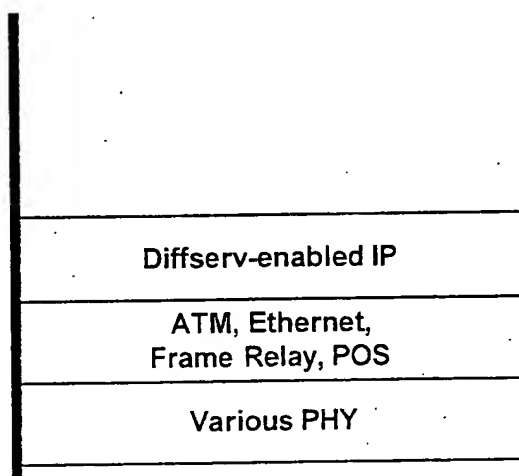 Diffserv-enabled IP
ATM, Ethernet,
Frame Relay, POS
Various PHY